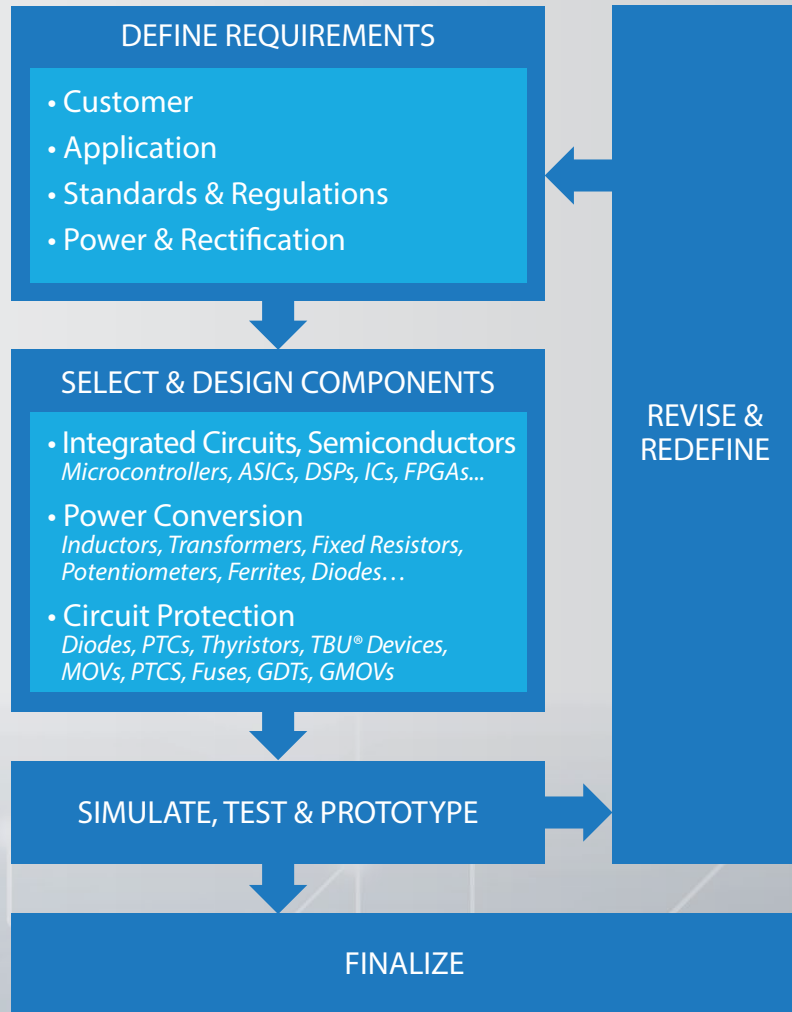 DEFINE REQUIREMENTS
• Customer
• Application
• Standards & Regulations
• Power & Rectification
SELECT & DESIGN COMPONENTS
• Integrated Circuits, Semiconductors
Microcontrollers, ASICs, DSPs, ICs, FPGAs...
• Power Conversion
Inductors, Transformers, Fixed Resistors,
Potentiometers, Ferrites, Diodes…
• Circuit Protection
Diodes, PTCs, Thyristors, TBU® Devices,
MOVs, PTCS, Fuses, GDTs, GMOVs
SIMULATE, TEST & PROTOTYPE
REVISE &
REDEFINE
FINALIZE